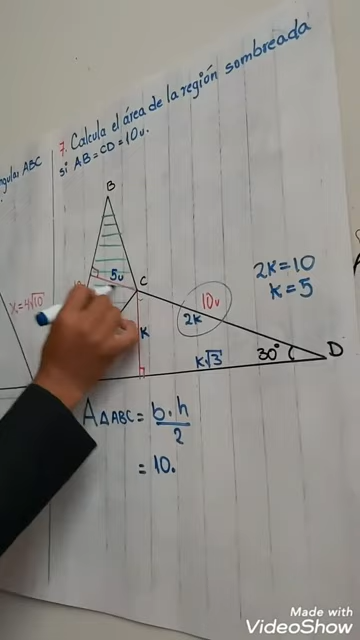 ngulas ABC
7. Calcula el área de la región sombreada
si AB=CD=10u.
B
x=4√10
5u
C
10u
2K
K
2K=10
K=5
K√3
30°
D
A△ABC = b.h
2
= 10.
Made with
VideoShow